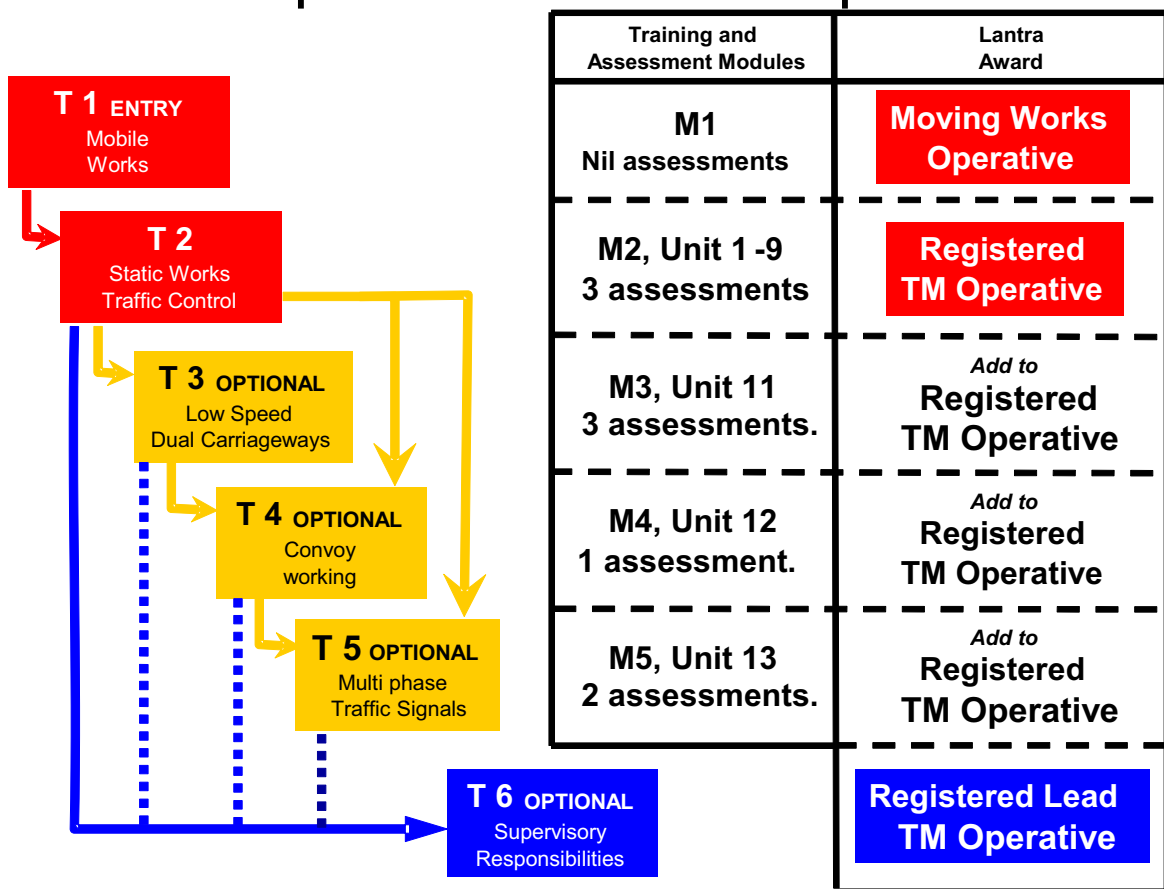 T 1 ENTRY
Mobile
Works
T 2
Static Works
Traffic Control
T 3 OPTIONAL
Low Speed
Dual Carriageways
T 4 OPTIONAL
Convoy
working
T 5 OPTIONAL
Multi phase
Traffic Signals
T 6 OPTIONAL
Supervisory
Responsibilities
Training and
Assessment Modules
Lantra
Award
M1
Nil assessments
Moving Works
Operative
M2, Unit 1 -9
3 assessments
Registered
TM Operative
M3, Unit 11
3 assessments.
Add to
Registered
TM Operative
M4, Unit 12
1 assessment.
Add to
Registered
TM Operative
M5, Unit 13
2 assessments.
Add to
Registered
TM Operative
Registered Lead
TM Operative